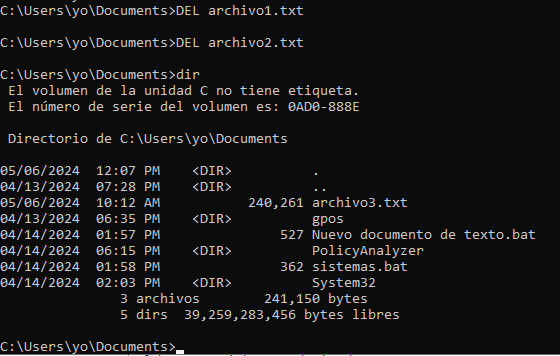 C:\Users\yo\Documents>DEL archivo1.txt
C:\Users\yo\Documents>DEL archivo2.txt
C:\Users\yo\Documents>dir
 El volumen de la unidad C no tiene etiqueta.
 El número de serie del volumen es: 0AD0-888E
 Directorio de C:\Users\yo\Documents
05/06/2024  12:07 PM    <DIR>          .
04/13/2024  07:28 PM    <DIR>          ..
05/06/2024  10:12 AM           240,261 archivo3.txt
04/13/2024  06:35 PM    <DIR>          gpos
04/14/2024  01:57 PM               527 Nuevo documento de texto.bat
04/14/2024  06:15 PM    <DIR>          PolicyAnalyzer
04/14/2024  01:58 PM               362 sistemas.bat
04/14/2024  02:03 PM    <DIR>          System32
               3 archivos        241,150 bytes
               5 dirs  39,259,283,456 bytes libres
C:\Users\yo\Documents>